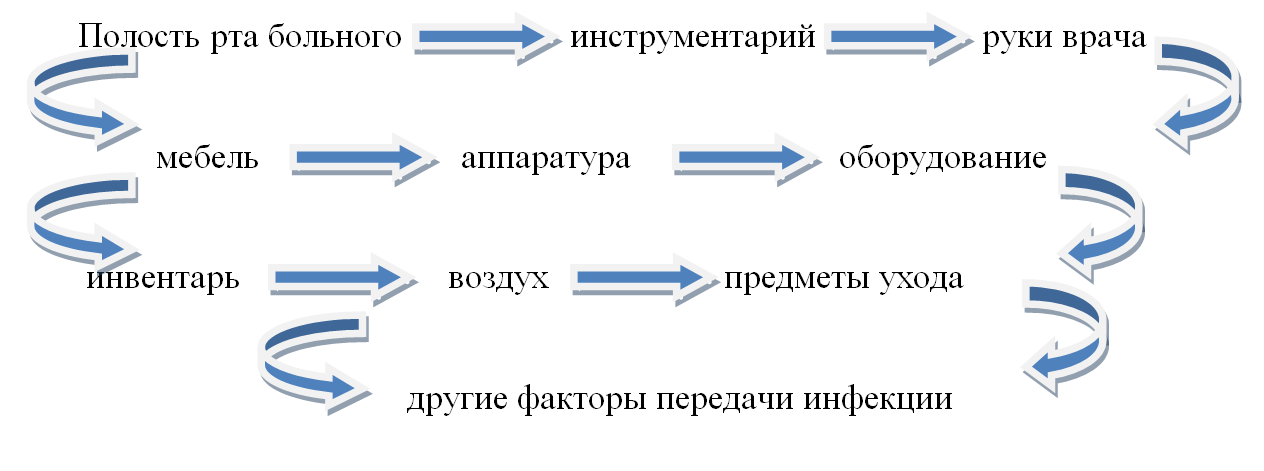 Полость рта больного инструментарий руки врача
мебель аппаратура оборудование
инвентарь воздух предметы ухода
другие факторы передачи инфекции